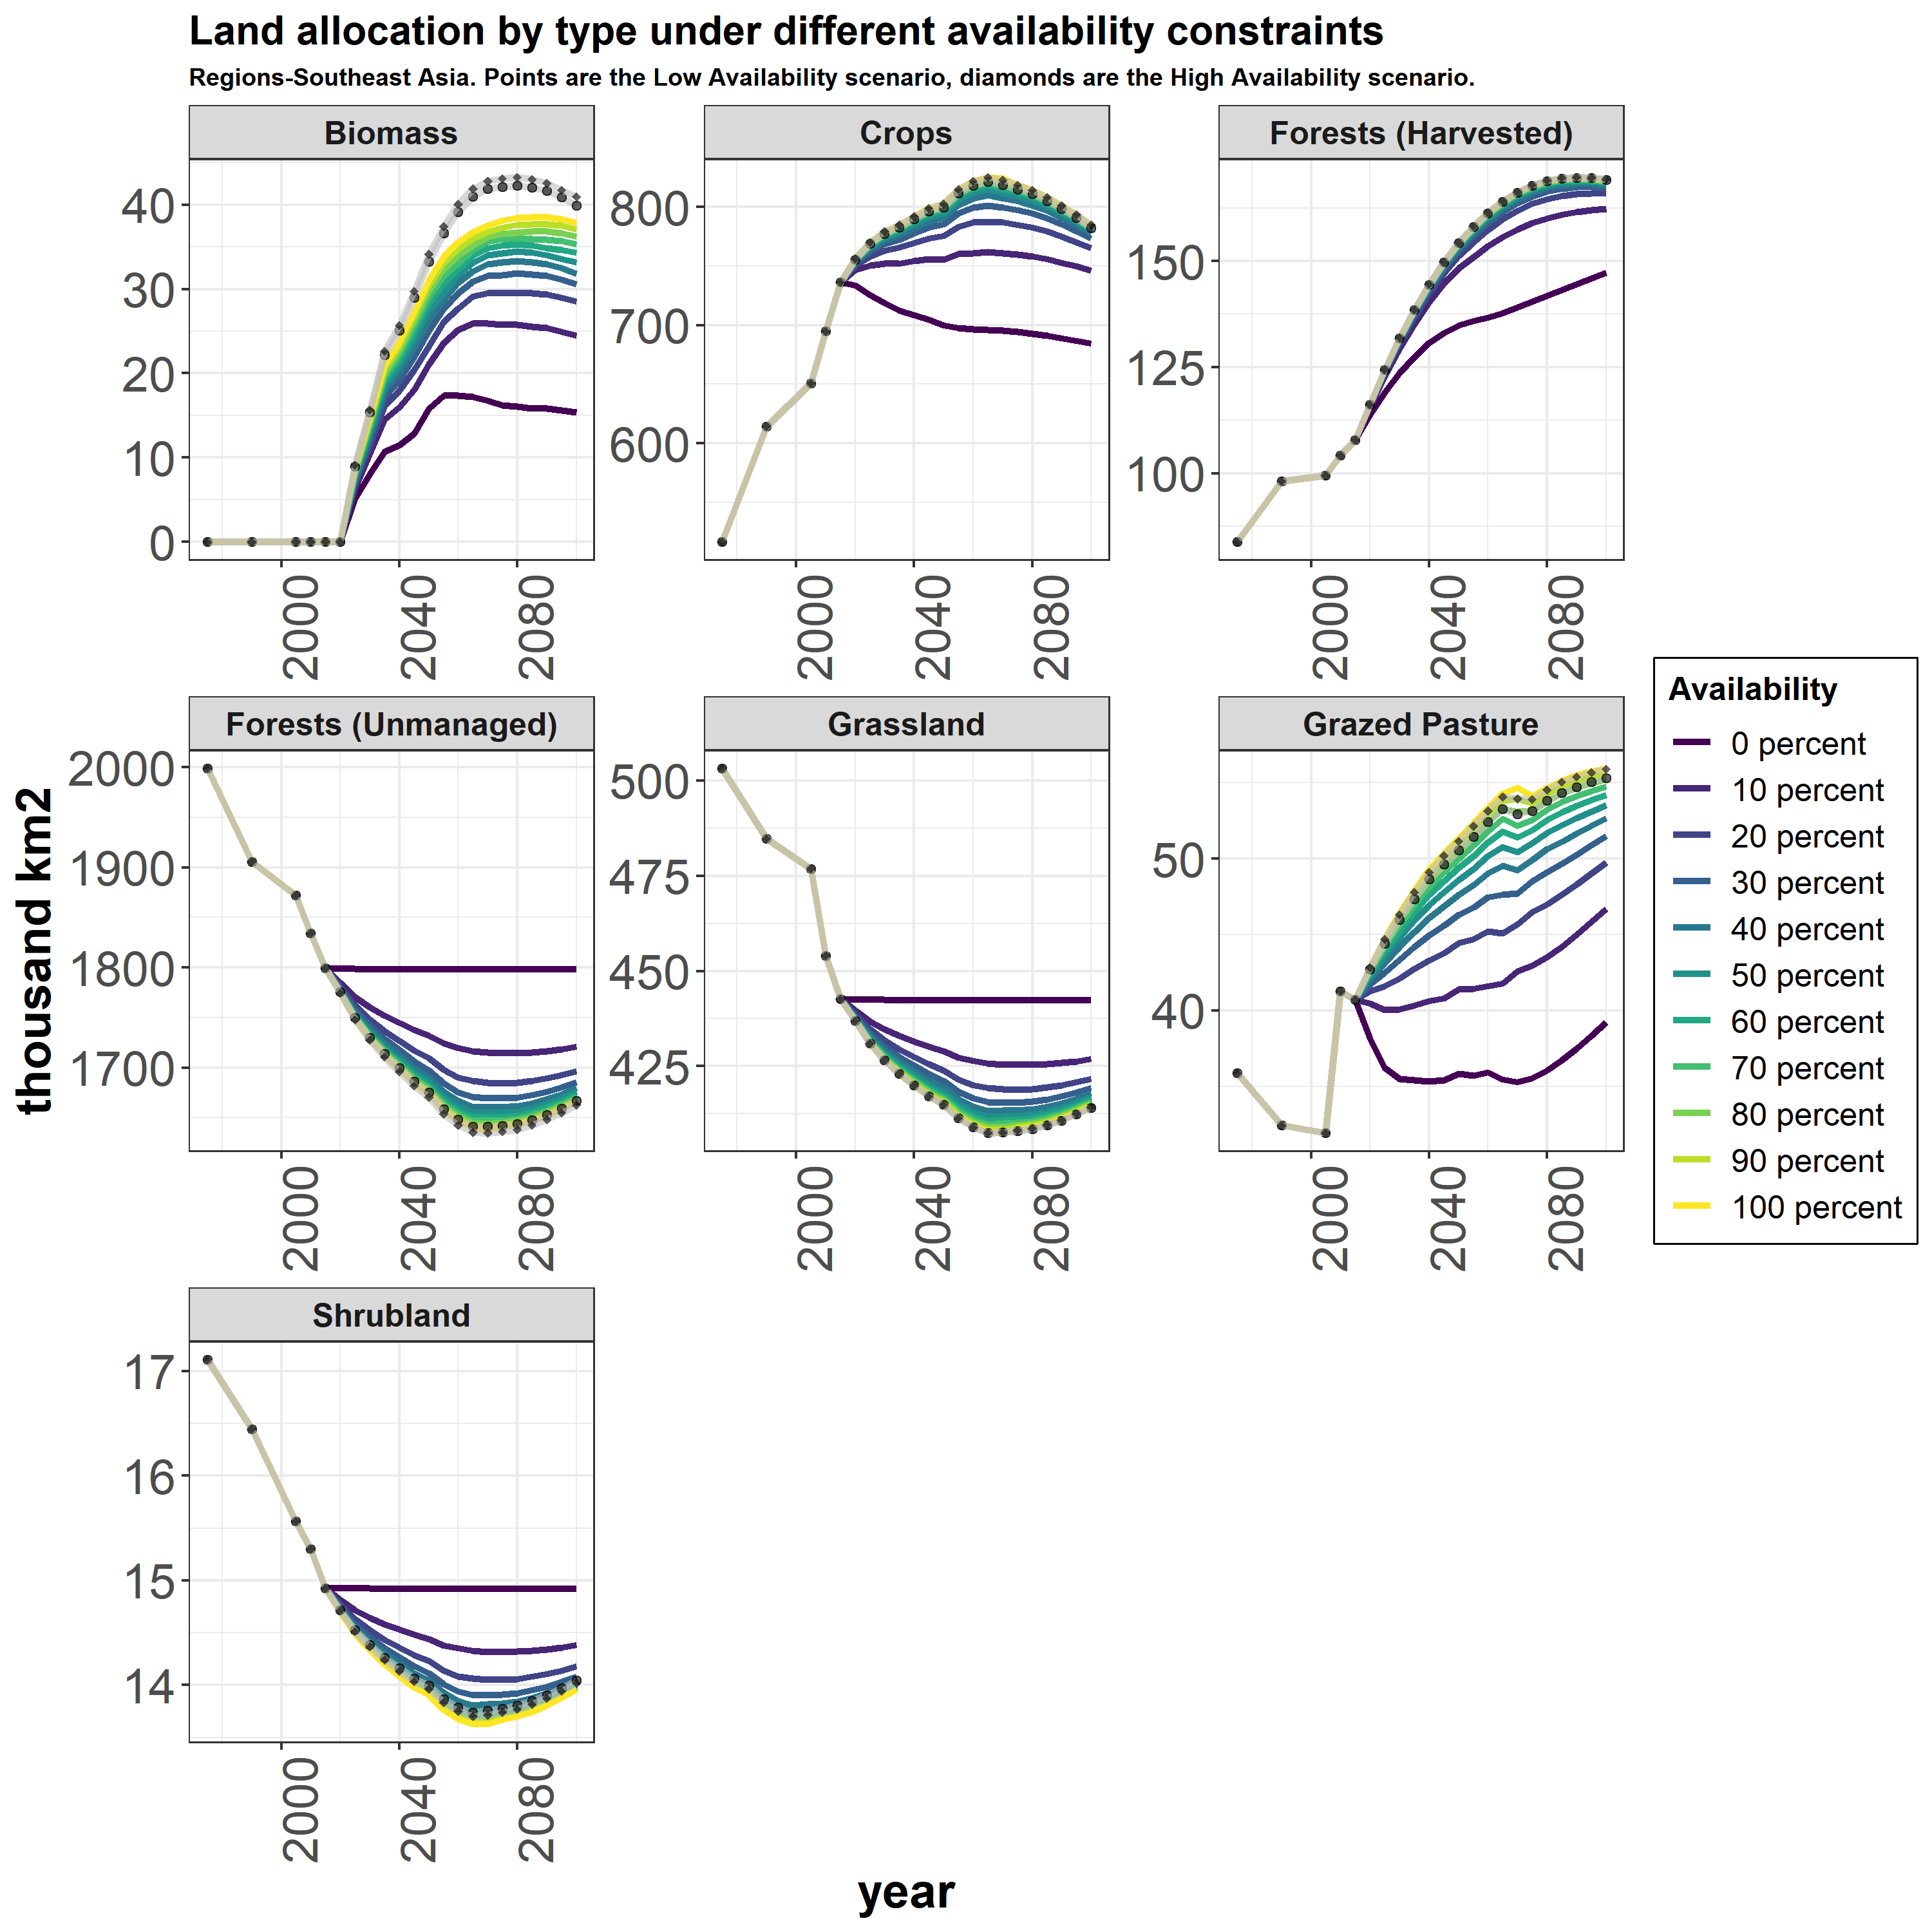 Land allocation by type under different availability constraints
Regions-Southeast Asia. Points are the Low Availability scenario, diamonds are the High Availability scenario.
Biomass
Crops
Forests (Harvested)
40
30
20
10
0
800
700
600
150
125
100
2000
2040
2080
2000
2040
2080
2000
2040
2080
Forests (Unmanaged)
Grassland
Grazed Pasture
thousand km2
2000
1900
1800
1700
500
475
450
425
50
40
2000
2040
2080
2000
2040
2080
2000
2040
2080
Availability
0 percent
10 percent
20 percent
30 percent
40 percent
50 percent
60 percent
70 percent
80 percent
90 percent
100 percent
Shrubland
17
16
15
14
2000
2040
2080
year